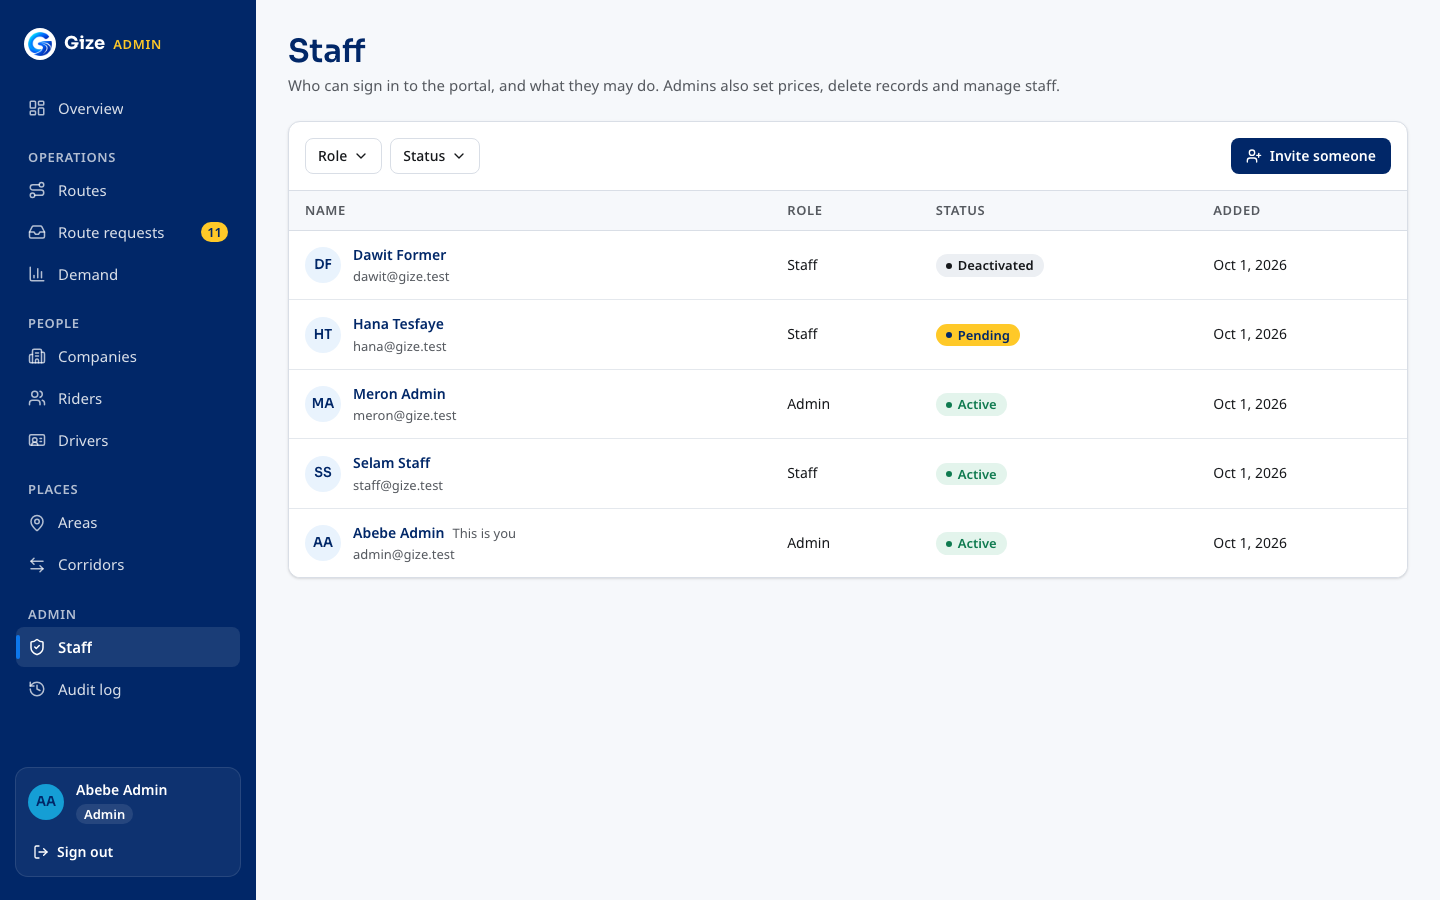 Gize ADMIN
Overview
OPERATIONS
Routes
Route requests 11
Demand
PEOPLE
Companies
Riders
Drivers
PLACES
Areas
Corridors
ADMIN
Staff
Audit log
AA Abebe Admin
Admin
Sign out
Staff
Who can sign in to the portal, and what they may do. Admins also set prices, delete records and manage staff.
Role Status Invite someone
NAME ROLE STATUS ADDED
DF Dawit Former Staff Deactivated Oct 1, 2026
dawit@gize.test
HT Hana Tesfaye Staff Pending Oct 1, 2026
hana@gize.test
MA Meron Admin Admin Active Oct 1, 2026
meron@gize.test
SS Selam Staff Staff Active Oct 1, 2026
staff@gize.test
AA Abebe Admin This is you Admin Active Oct 1, 2026
admin@gize.test